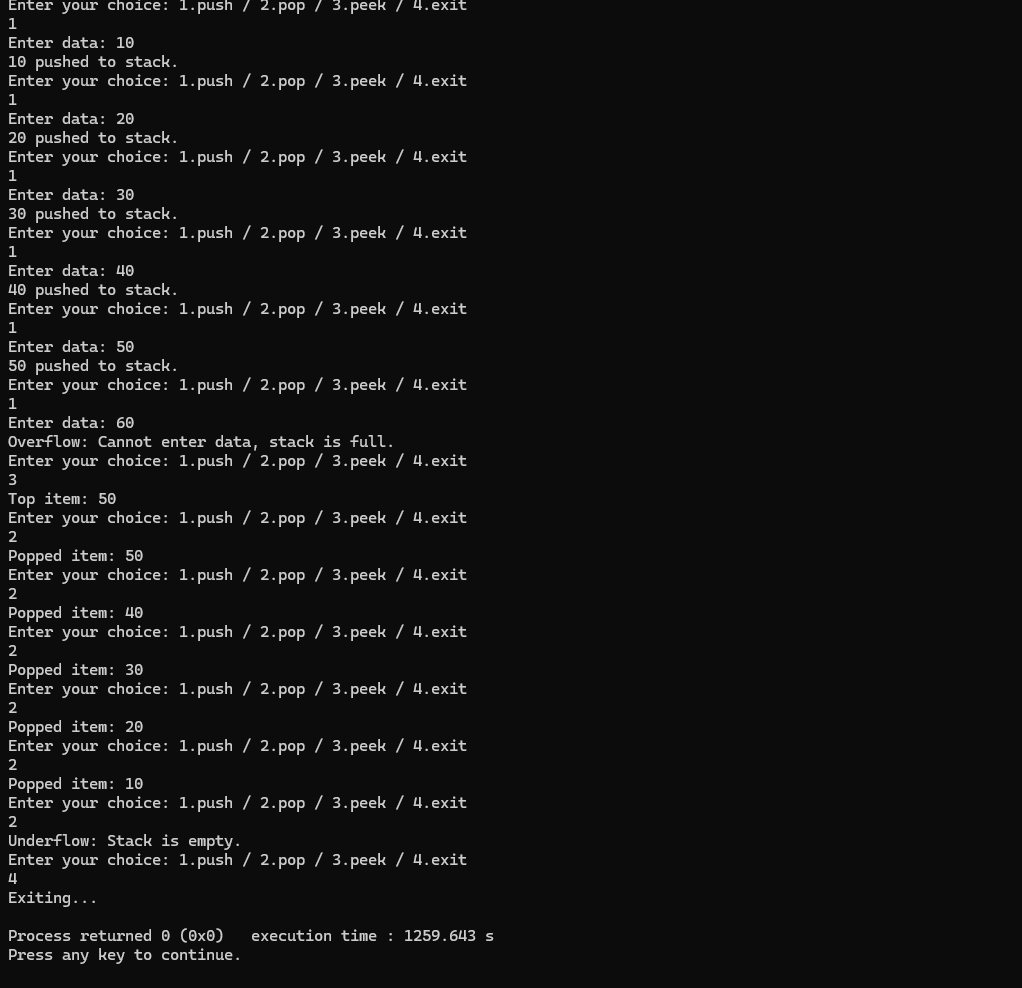 Enter your choice: 1.push / 2.pop / 3.peek / 4.exit
1
Enter data: 10
10 pushed to stack.
Enter your choice: 1.push / 2.pop / 3.peek / 4.exit
1
Enter data: 20
20 pushed to stack.
Enter your choice: 1.push / 2.pop / 3.peek / 4.exit
1
Enter data: 30
30 pushed to stack.
Enter your choice: 1.push / 2.pop / 3.peek / 4.exit
1
Enter data: 40
40 pushed to stack.
Enter your choice: 1.push / 2.pop / 3.peek / 4.exit
1
Enter data: 50
50 pushed to stack.
Enter your choice: 1.push / 2.pop / 3.peek / 4.exit
1
Enter data: 60
Overflow: Cannot enter data, stack is full.
Enter your choice: 1.push / 2.pop / 3.peek / 4.exit
3
Top item: 50
Enter your choice: 1.push / 2.pop / 3.peek / 4.exit
2
Popped item: 50
Enter your choice: 1.push / 2.pop / 3.peek / 4.exit
2
Popped item: 40
Enter your choice: 1.push / 2.pop / 3.peek / 4.exit
2
Popped item: 30
Enter your choice: 1.push / 2.pop / 3.peek / 4.exit
2
Popped item: 20
Enter your choice: 1.push / 2.pop / 3.peek / 4.exit
2
Popped item: 10
Enter your choice: 1.push / 2.pop / 3.peek / 4.exit
2
Underflow: Stack is empty.
Enter your choice: 1.push / 2.pop / 3.peek / 4.exit
4
Exiting...
Process returned 0 (0x0)   execution time : 1259.643 s
Press any key to continue.